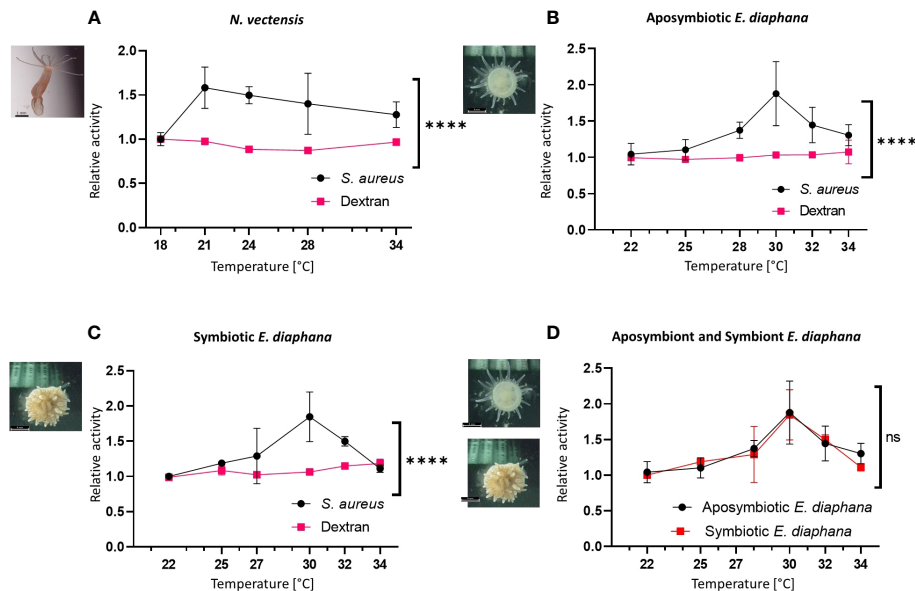 A
N. vectensis
Relative activity
2.0
1.5
1.0
0.5
0.0
18
21
24
28
34
Temperature [°C]
S. aureus
Dextran
****
1 mm
B
Aposymbiotic E. diaphana
Relative activity
2.5
2.0
1.5
1.0
0.5
0.0
22
25
28
30
32
34
Temperature [°C]
S. aureus
Dextran
****
C
Symbiotic E. diaphana
Relative activity
2.5
2.0
1.5
1.0
0.5
0.0
22
25
27
30
32
34
Temperature [°C]
S. aureus
Dextran
****
D
Aposymbiont and Symbiont E. diaphana
Relative activity
2.5
2.0
1.5
1.0
0.5
0.0
22
25
27
30
32
34
Temperature [°C]
Aposymbiotic E. diaphana
Symbiotic E. diaphana
ns